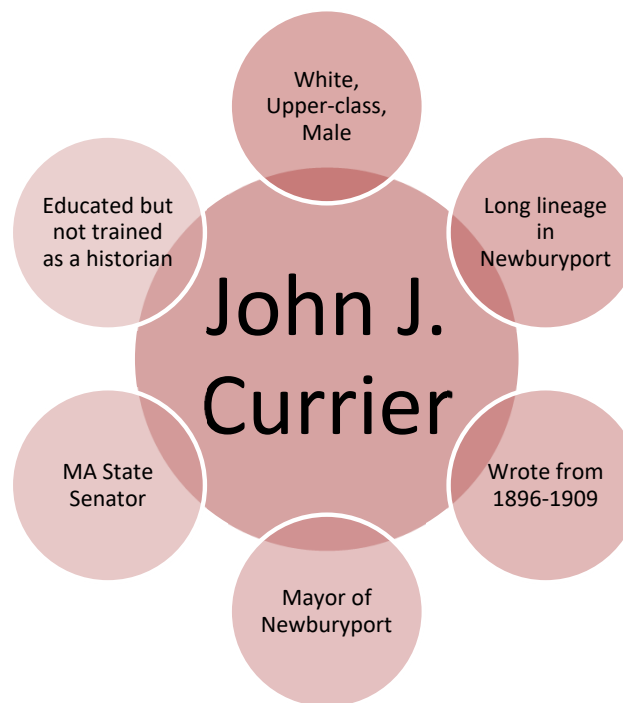 White,
Upper-class,
Male
Long lineage
in
Newburyport
Wrote from
1896-1909
Mayor of
Newburyport
MA State
Senator
Educated but
not trained
as a historian
John J.
Currier